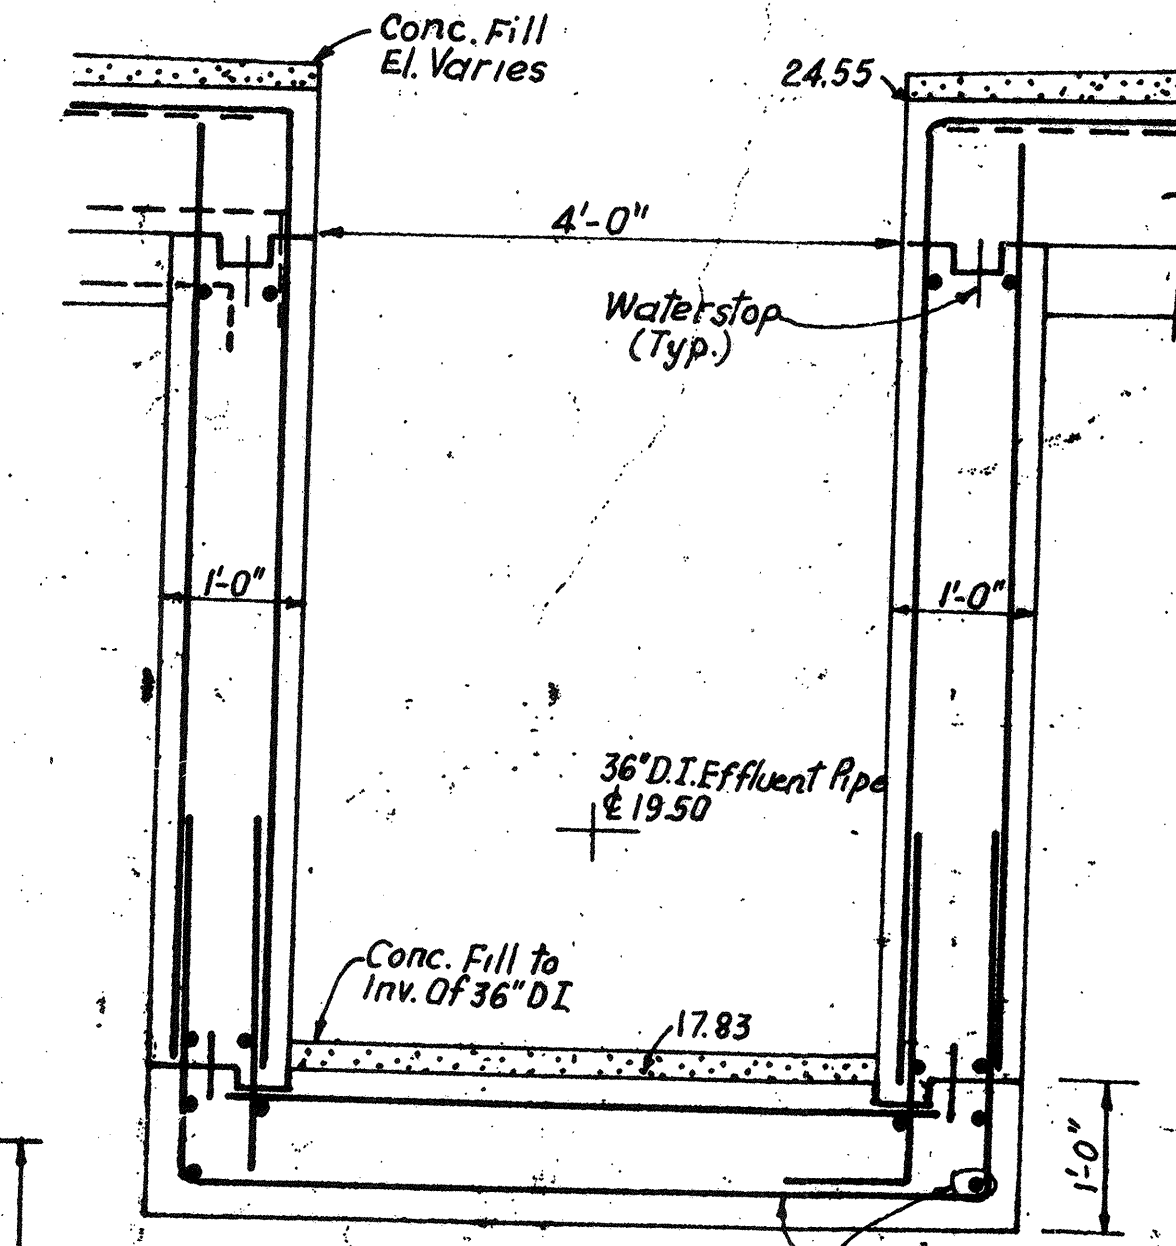 Conc. Fill
El. Varies
24.55
4'-0"
Waterstop
(Typ.)
1'-0"
1'-0"
36" D.I. Effluent Pipe
℄ 19.50
Conc. Fill to
Inv. Of 36" DI
17.83
1'-0"